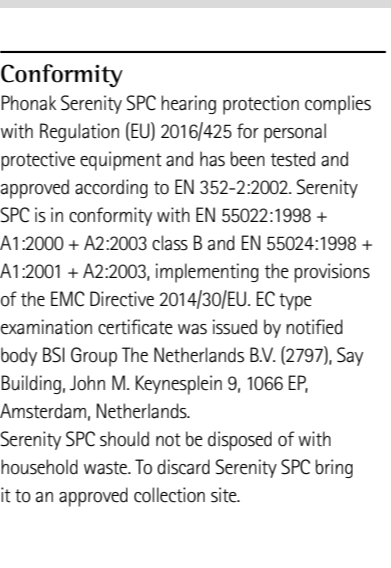 Conformity
Phonak Serenity SPC hearing protection complies
with Regulation (EU) 2016/425 for personal
protective equipment and has been tested and
approved according to EN 352-2:2002. Serenity
SPC is in conformity with EN 55022:1998 +
A1:2000 + A2:2003 class B and EN 55024:1998 +
A1:2001 + A2:2003, implementing the provisions
of the EMC Directive 2014/30/EU. EC type
examination certificate was issued by notified
body BSI Group The Netherlands B.V. (2797), Say
Building, John M. Keynesplein 9, 1066 EP,
Amsterdam, Netherlands.
Serenity SPC should not be disposed of with
household waste. To discard Serenity SPC bring
it to an approved collection site.